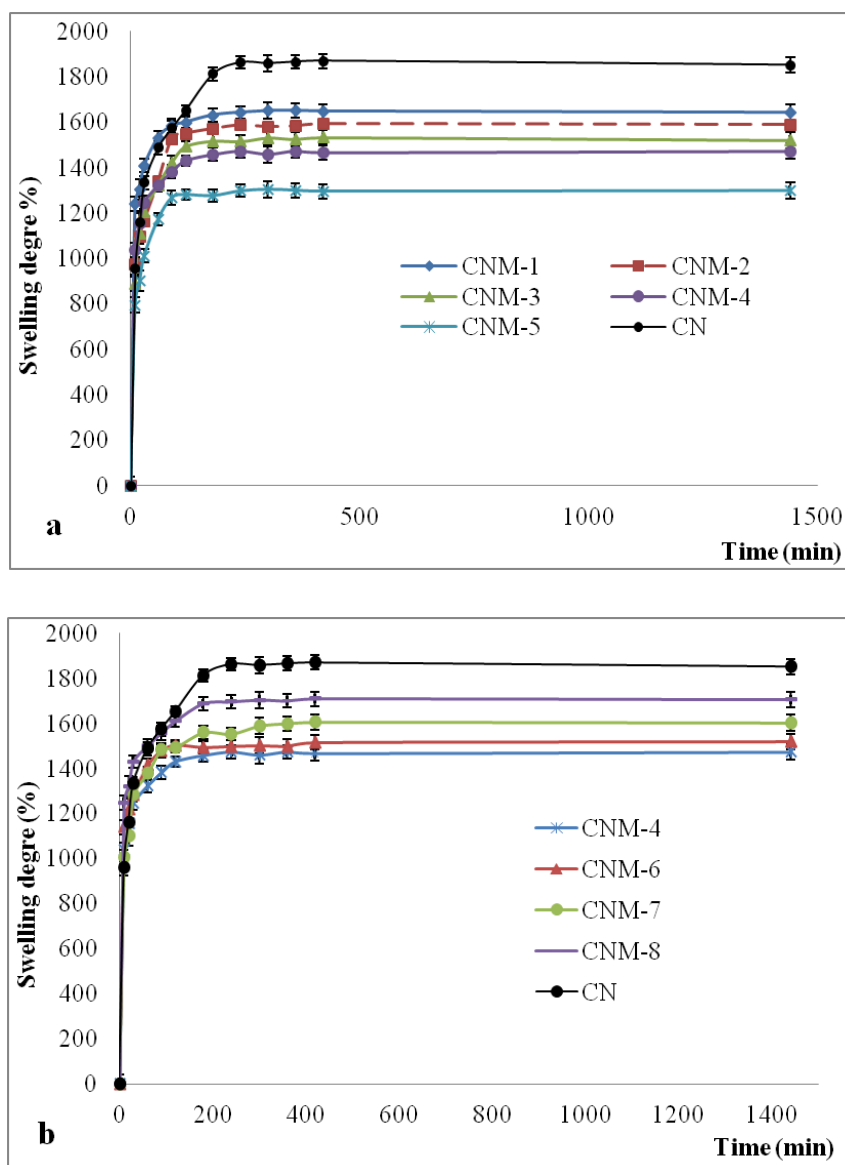 2000
1800
1600
1400
1200
1000
800
600
400
200
0
Swelling degre %
CNM-1 CNM-2
CNM-3 CNM-4
CNM-5 CN
0 500 1000 1500
a
Time (min)
2000
1800
1600
1400
1200
1000
800
600
400
200
0
Swelling degre (%)
CNM-4
CNM-6
CNM-7
CNM-8
CN
0 200 400 600 800 1000 1200 1400
b
Time (min)